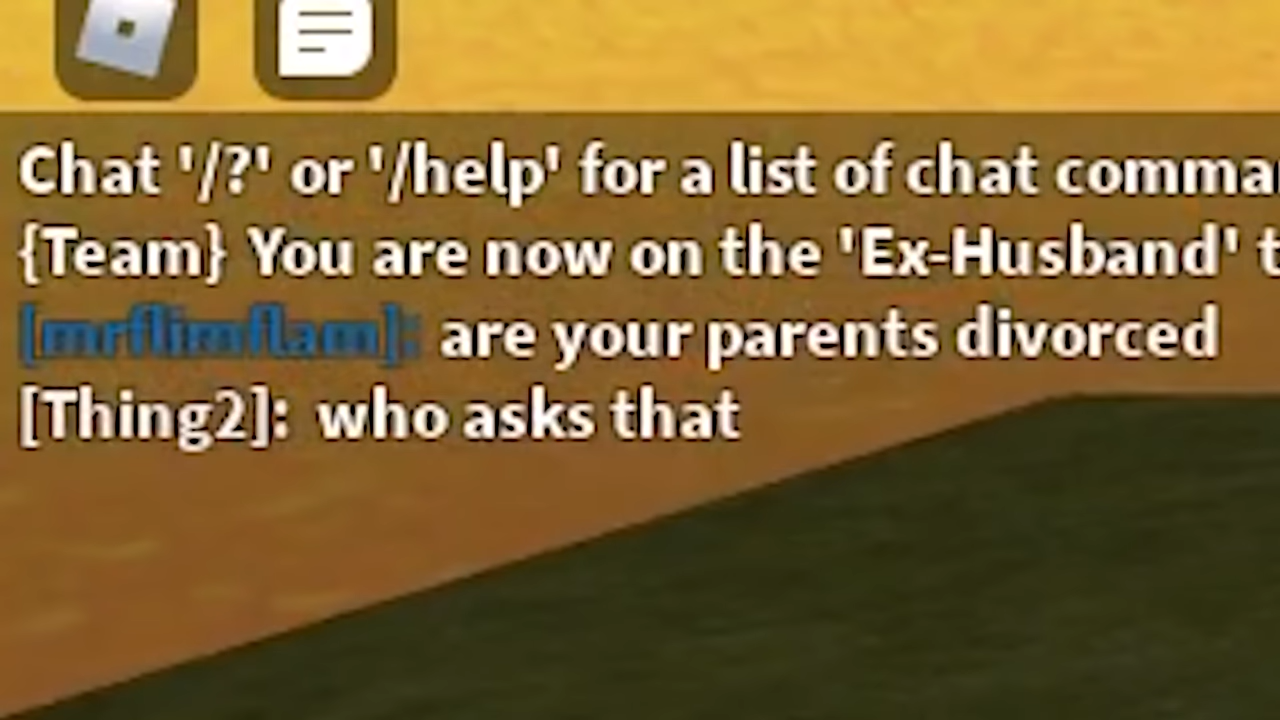 Chat '/?' or '/help' for a list of chat
{Team} You are now on the 'Ex-Husband'
[mrflimflam]: are your parents divorced
[Thing2]: who asks that